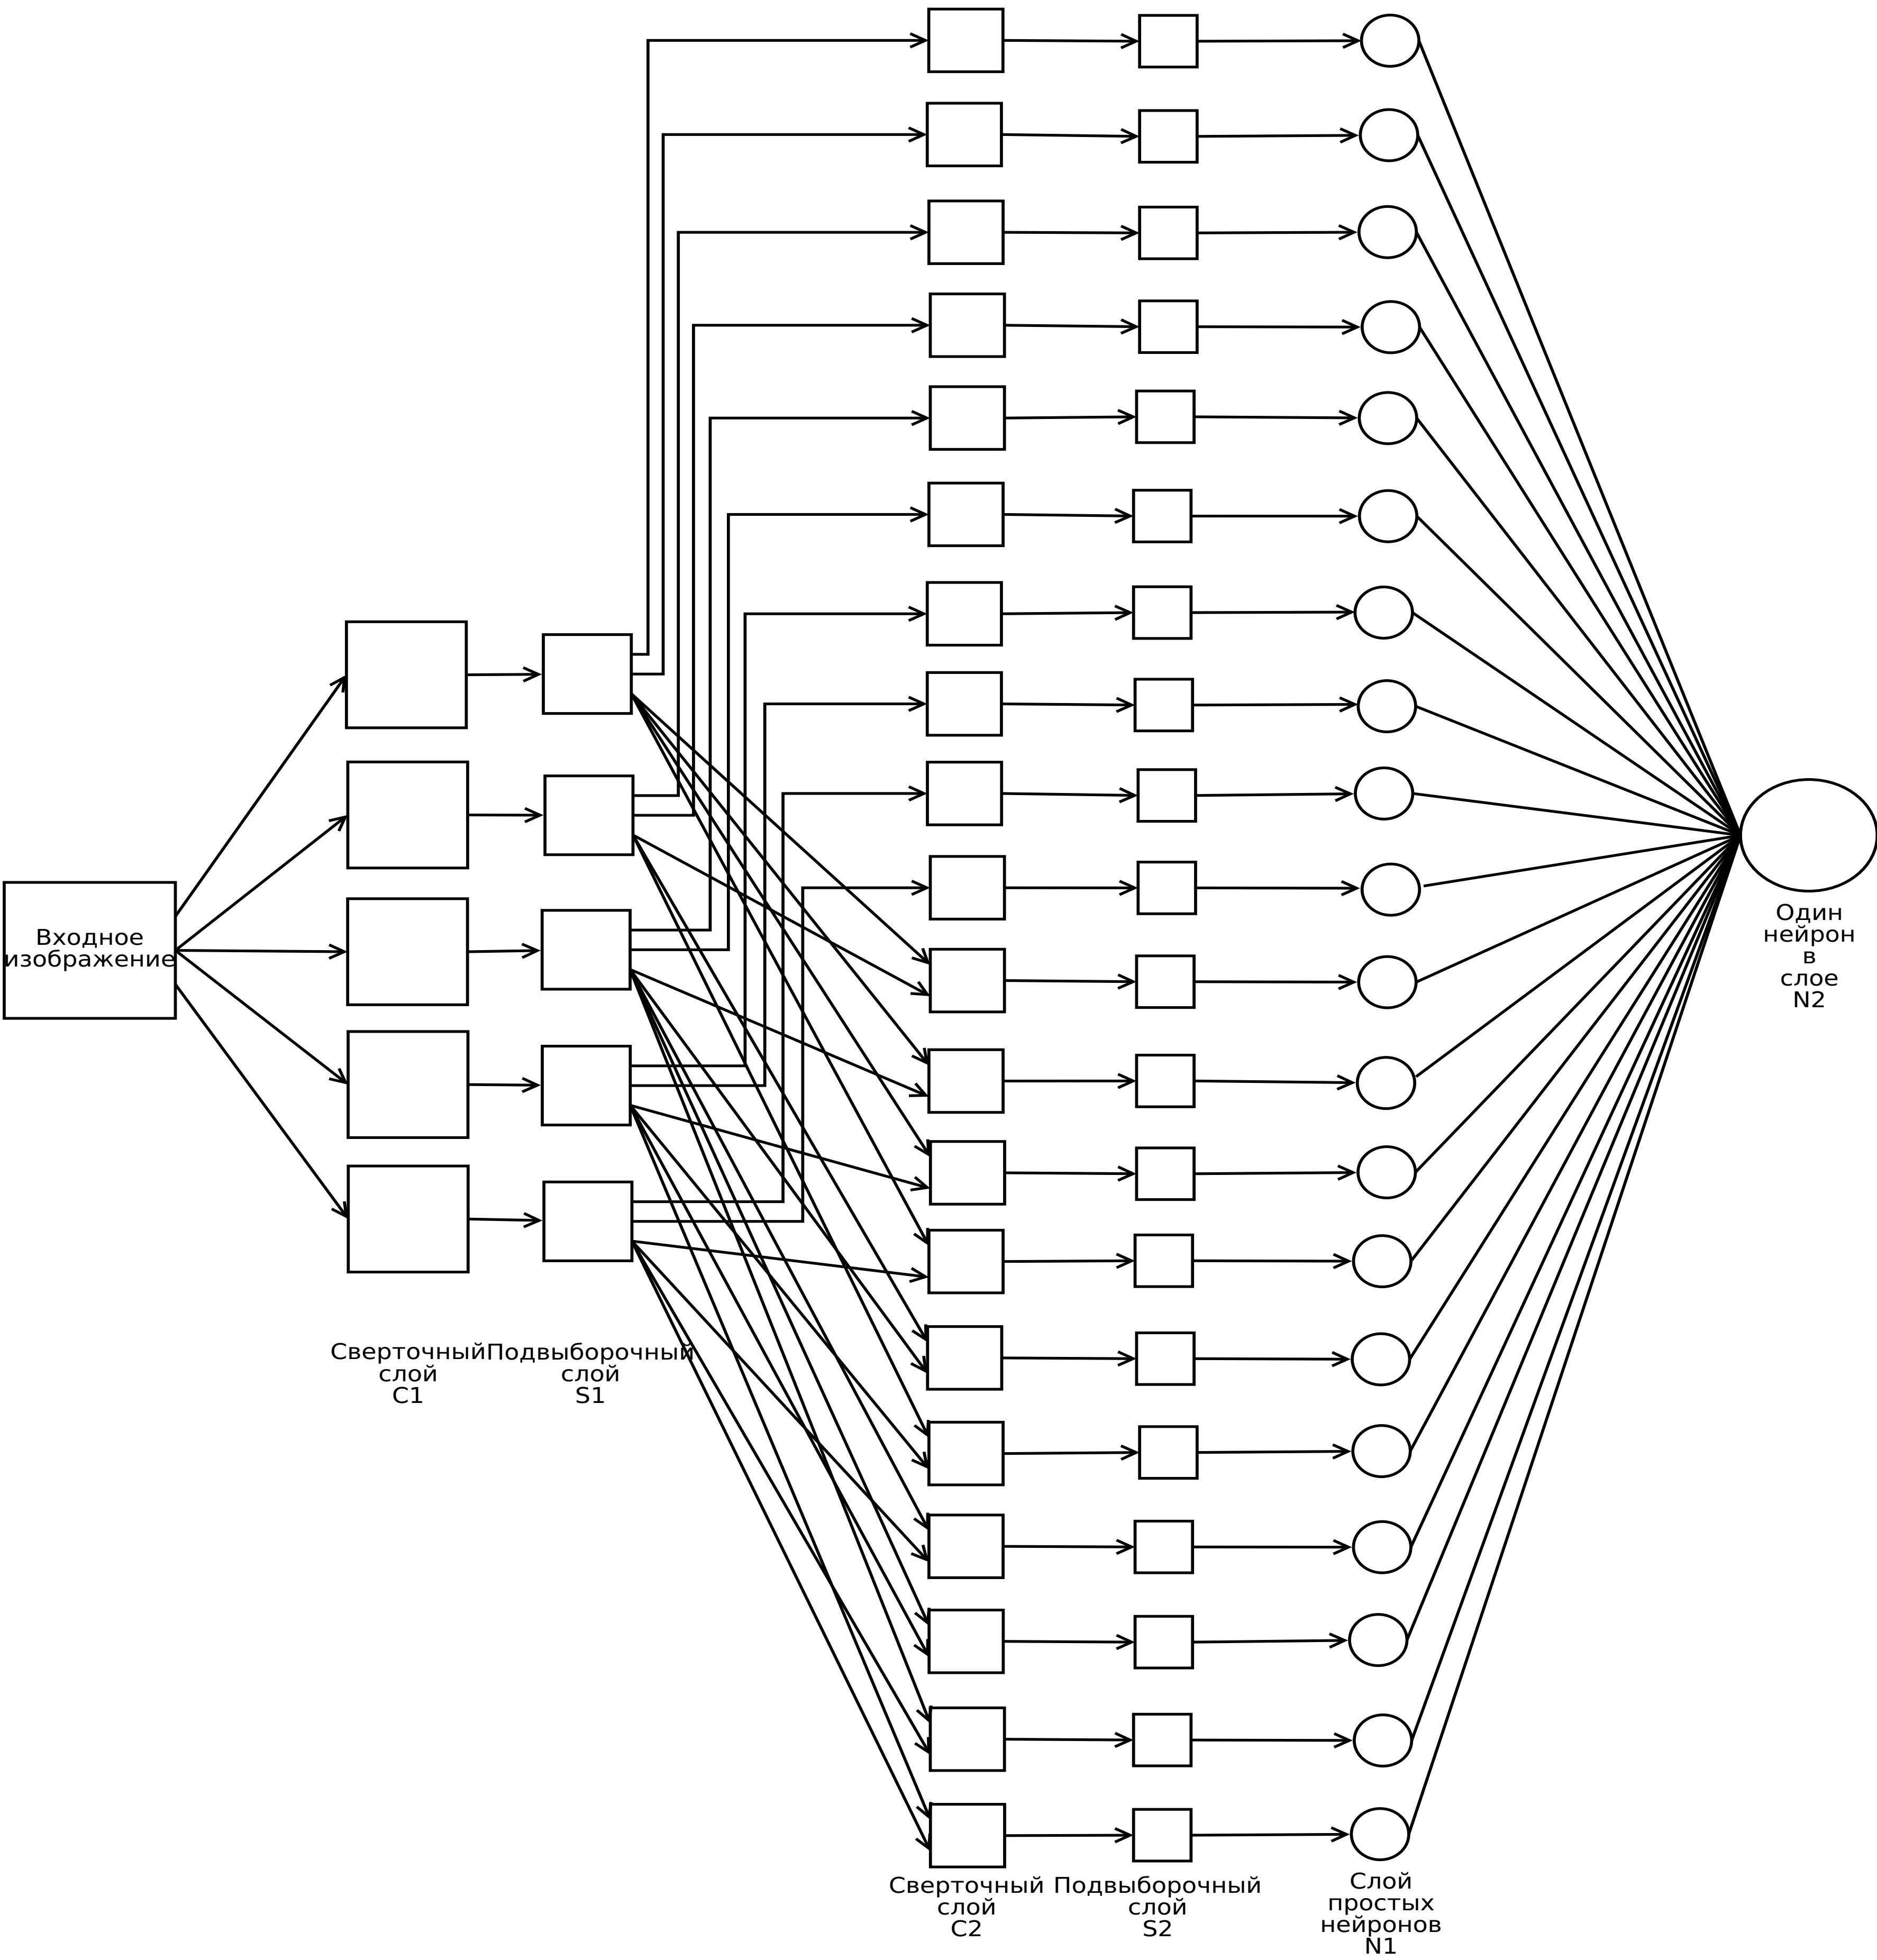 Входное
изображение
Один
нейрон
в
слое
N2
Сверточный
слой
C1
Подвыборочный
слой
S1
Сверточный
слой
C2
Подвыборочный
слой
S2
Слой
простых
нейронов
N1